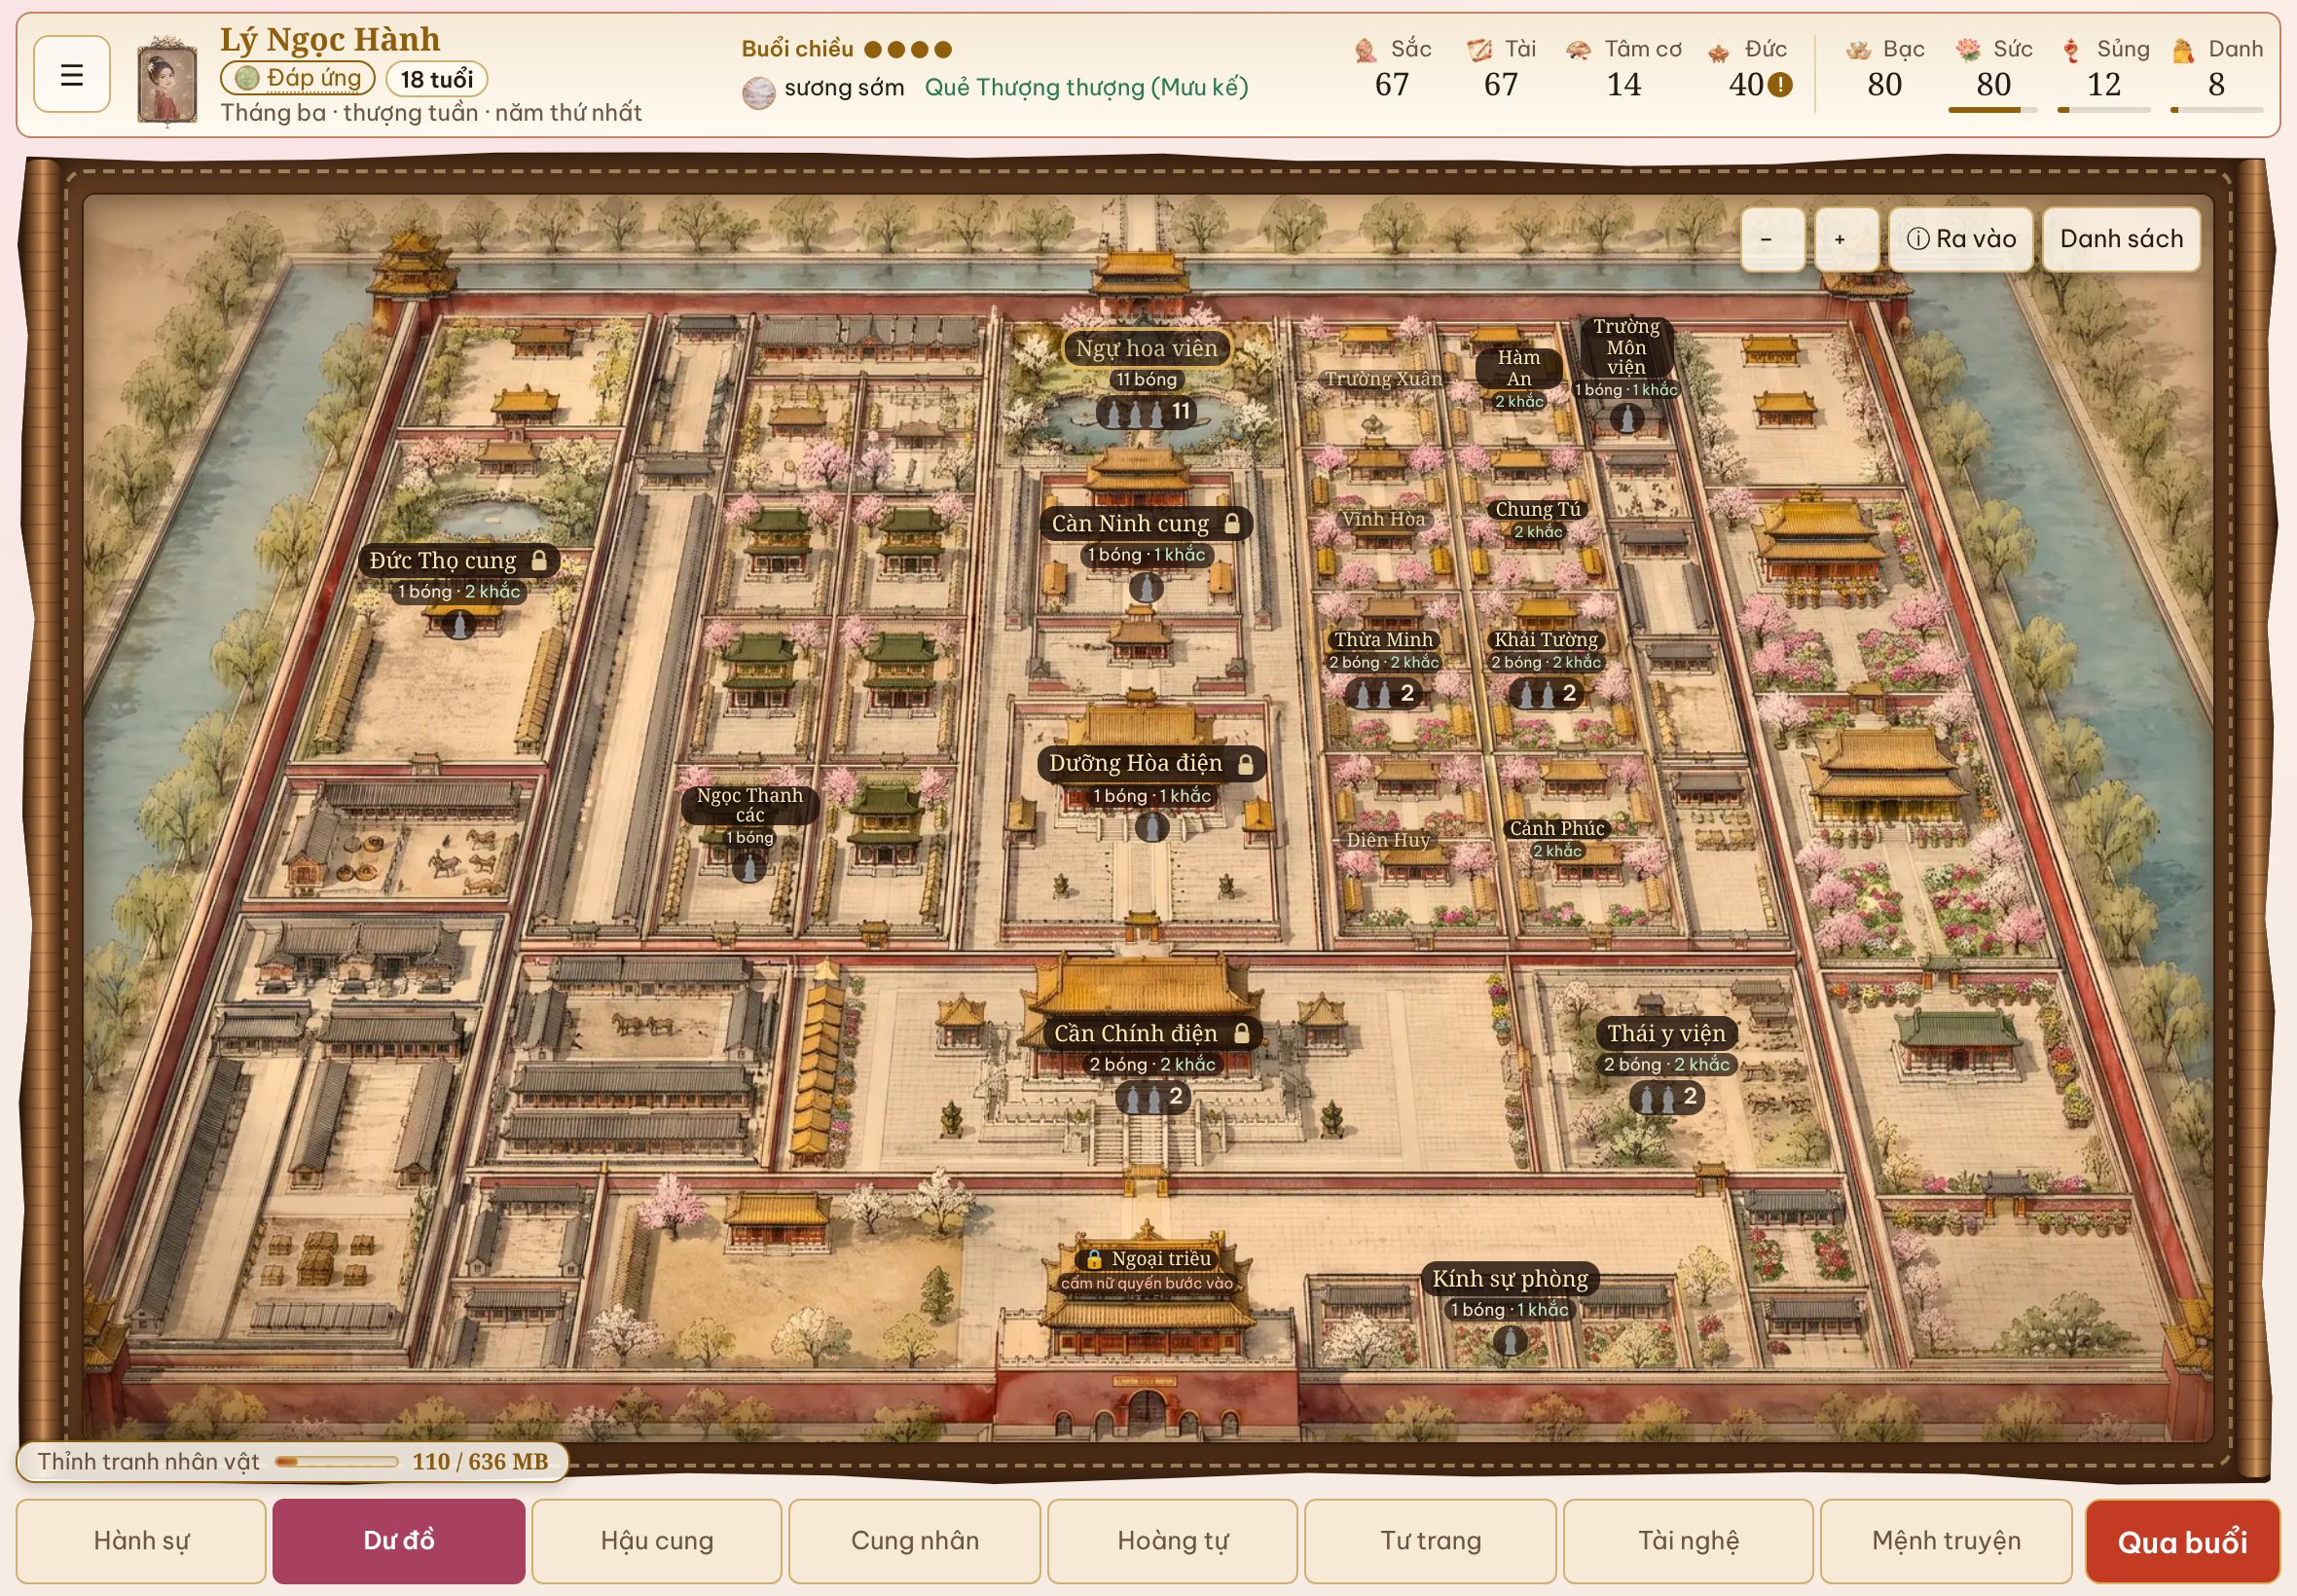 Lý Ngọc Hành
Đáp ứng 18 tuổi
Tháng ba · thượng tuần · năm thứ nhất
Buổi chiều
sương sớm Quẻ Thượng thượng (Mưu kế)
Sắc Tài Tâm cơ Đức Bạc Sức Sủng Danh
67 67 14 40 ! 80 80 12 8
- + ⓘ Ra vào Danh sách
Ngự hoa viên
11 bóng
11
Trường Xuân
Hàm
An
2 khắc
Trường
Môn
viện
1 bóng · 1 khắc
Càn Ninh cung
1 bóng · 1 khắc
Vĩnh Hòa
Chung Tú
2 khắc
Đức Thọ cung
1 bóng · 2 khắc
Thừa Minh
2 bóng · 2 khắc
2
Khải Tường
2 bóng · 2 khắc
2
Dưỡng Hòa điện
1 bóng · 1 khắc
Ngọc Thanh
các
1 bóng
Diên Huy
Cảnh Phúc
2 khắc
Cần Chính điện
2 bóng · 2 khắc
2
Thái y viện
2 bóng · 2 khắc
2
Ngoại triều
cấm nữ quyến bước vào
Kính sự phòng
1 bóng · 1 khắc
Thỉnh tranh nhân vật 110 / 636 MB
Hành sự Dư đồ Hậu cung Cung nhân Hoàng tự Tư trang Tài nghệ Mệnh truyện Qua buổi